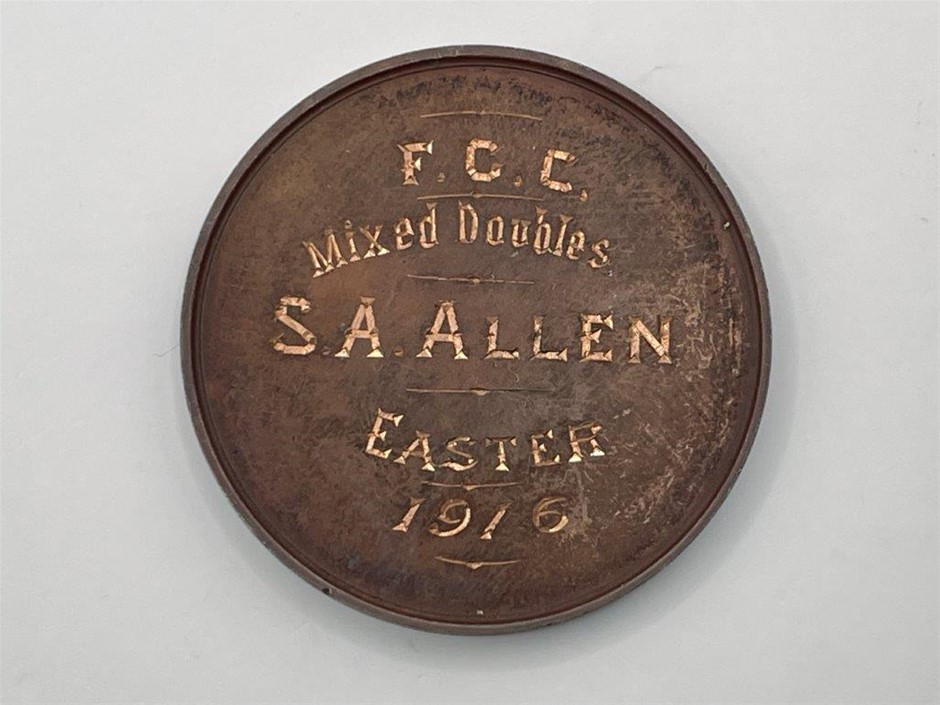 F.C.C.
Mixed Doubles.
S.A.ALLEN
EASTER
1916